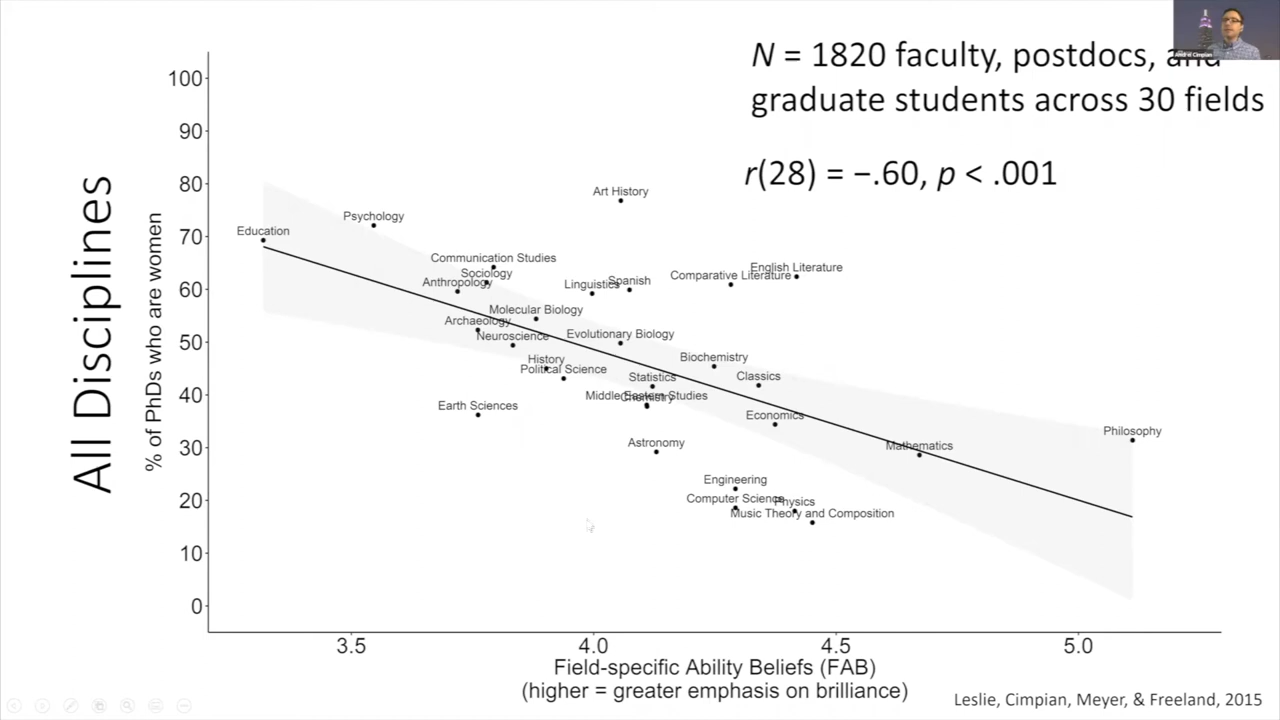 N = 1820 faculty, postdocs, and
graduate students across 30 fields
r(28) = −.60, p < .001
All Disciplines
% of PhDs who are women
100
90
80
70
60
50
40
30
20
10
0
Art History
Psychology
Education
Communication Studies
Sociology
Anthropology
Linguistics
Spanish
Comparative Literature
English Literature
Molecular Biology
Archaeology
Neuroscience
Evolutionary Biology
History
Political Science
Biochemistry
Statistics
Classics
Middle Eastern Studies
Chemistry
Earth Sciences
Economics
Astronomy
Mathematics
Philosophy
Engineering
Computer Science
Physics
Music Theory and Composition
3.5
4.0
4.5
5.0
Field-specific Ability Beliefs (FAB)
(higher = greater emphasis on brilliance)
Leslie, Cimpian, Meyer, & Freeland, 2015